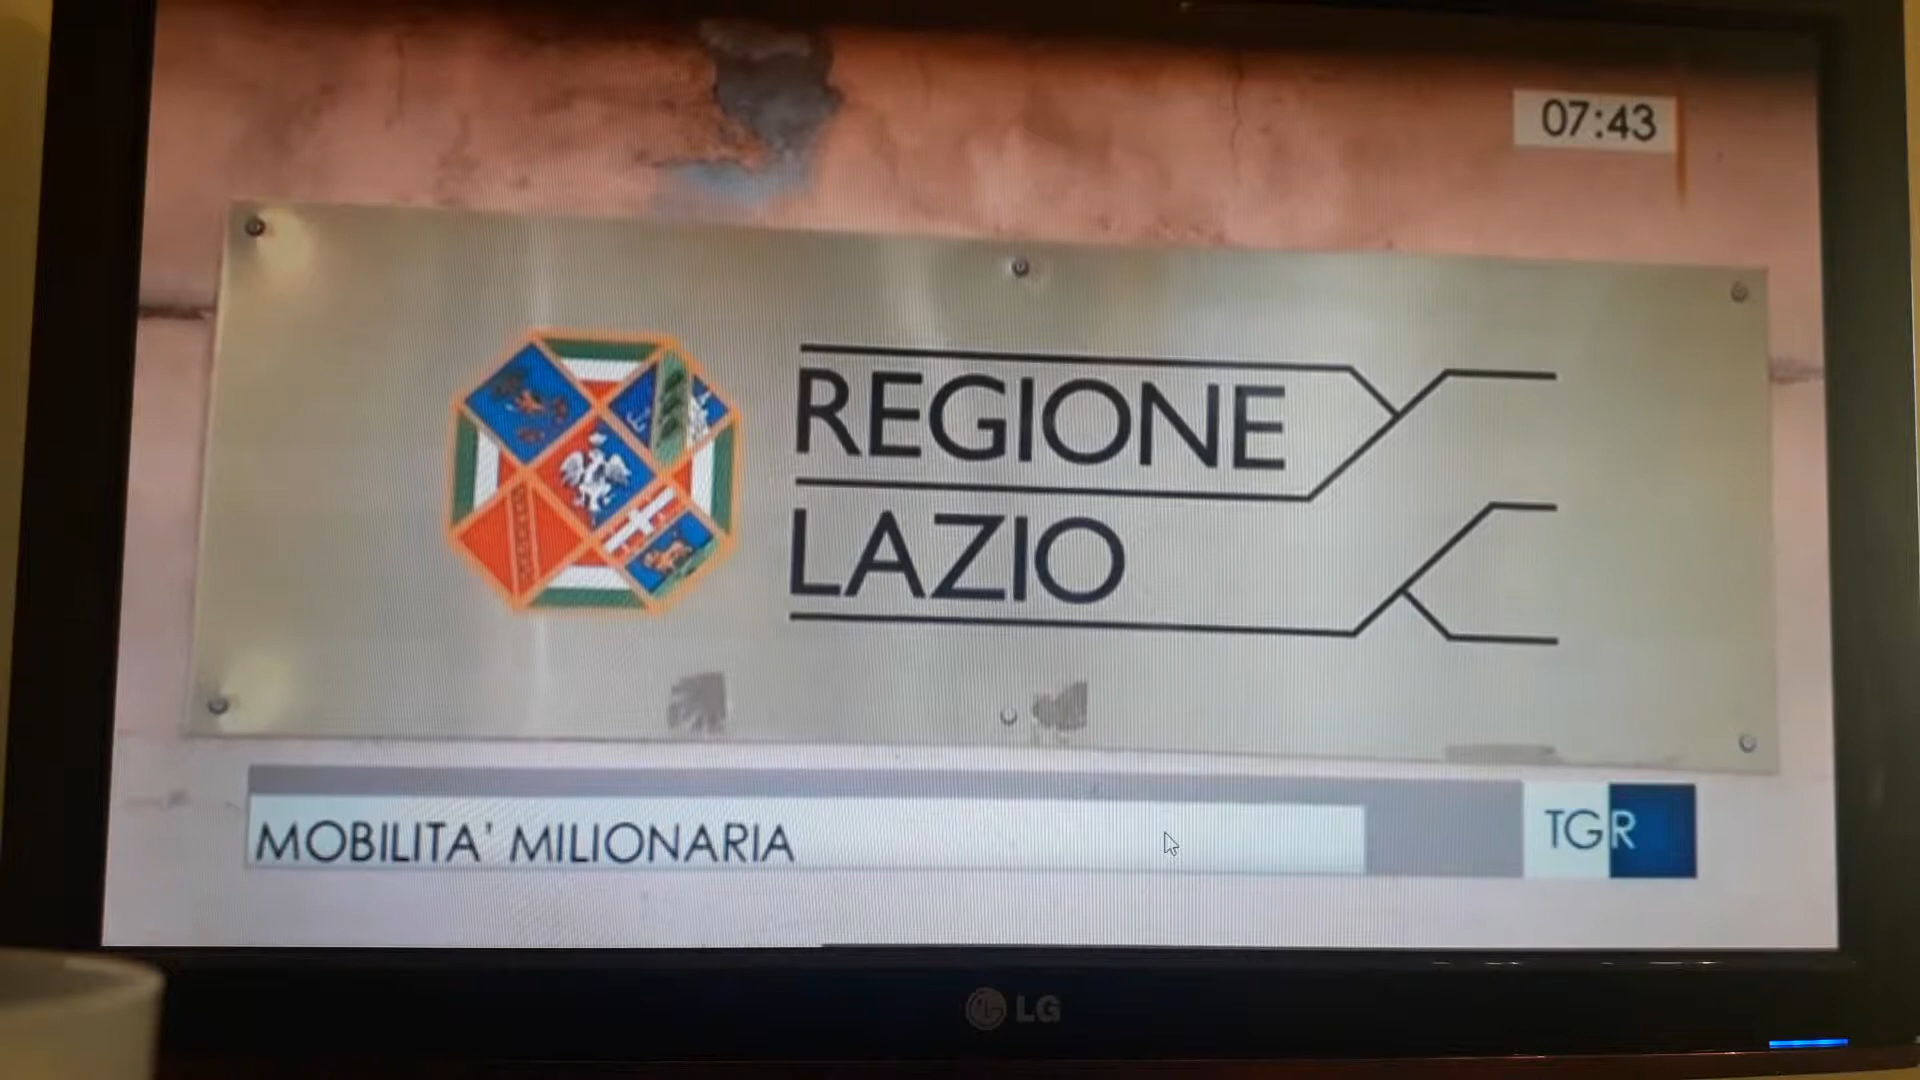 07:43
REGIONE
LAZIO
MOBILITA' MILIONARIA
TGR
LG